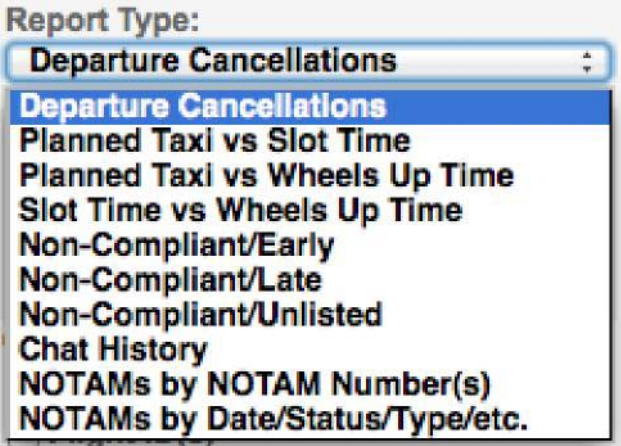 Report Type:
Departure Cancellations
Departure Cancellations
Planned Taxi vs Slot Time
Planned Taxi vs Wheels Up Time
Slot Time vs Wheels Up Time
Non-Compliant/Early
Non-Compliant/Late
Non-Compliant/Unlisted
Chat History
NOTAMs by NOTAM Number(s)
NOTAMs by Date/Status/Type/etc.